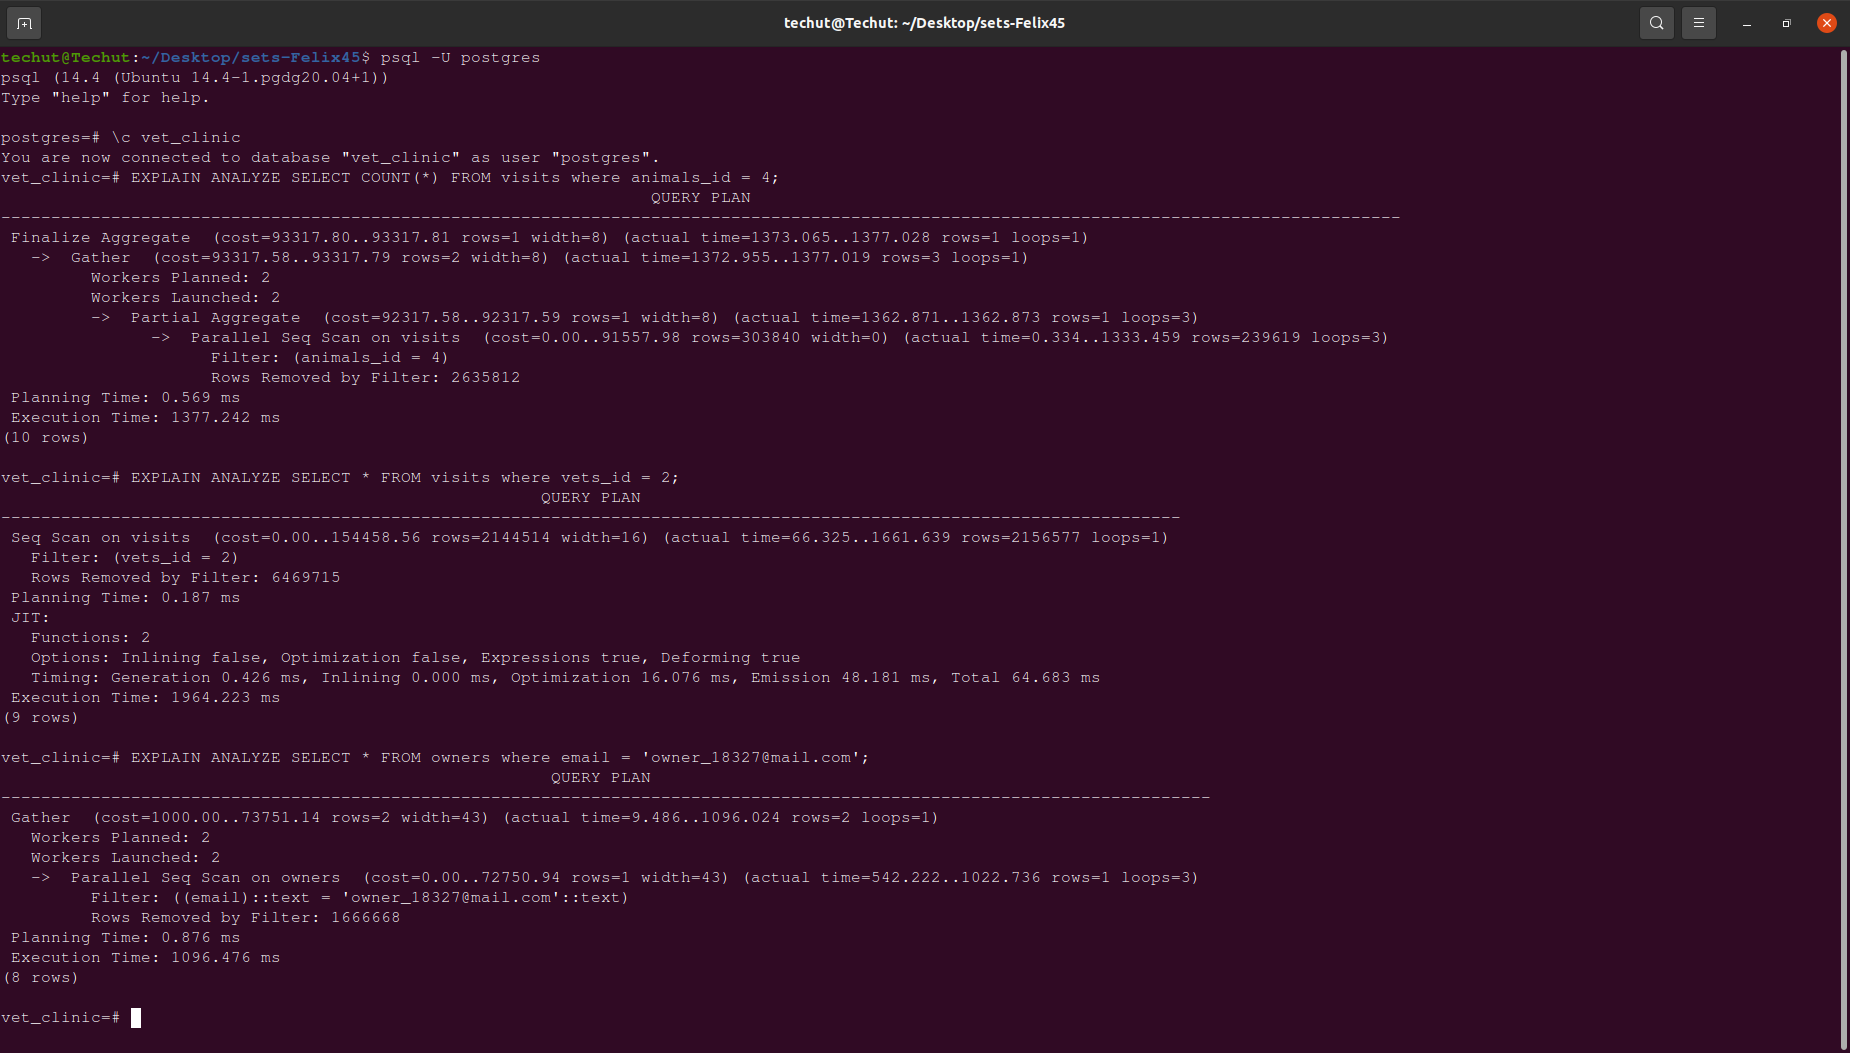 techut@Techut: ~/Desktop/sets-Felix45
techut@Techut:~/Desktop/sets-Felix45$ psql -U postgres
psql (14.4 (Ubuntu 14.4-1.pgdg20.04+1))
Type "help" for help.
postgres=# \c vet_clinic
You are now connected to database "vet_clinic" as user "postgres".
vet_clinic=# EXPLAIN ANALYZE SELECT COUNT(*) FROM visits where animals_id = 4;
QUERY PLAN
--------------------------------------------------------------------------------------------------------------------------------------------
Finalize Aggregate  (cost=93317.80..93317.81 rows=1 width=8) (actual time=1373.065..1377.028 rows=1 loops=1)
->  Gather  (cost=93317.58..93317.79 rows=2 width=8) (actual time=1372.955..1377.019 rows=3 loops=1)
Workers Planned: 2
Workers Launched: 2
->  Partial Aggregate  (cost=92317.58..92317.59 rows=1 width=8) (actual time=1362.871..1362.873 rows=1 loops=3)
->  Parallel Seq Scan on visits  (cost=0.00..91557.98 rows=303840 width=0) (actual time=0.334..1333.459 rows=239619 loops=3)
Filter: (animals_id = 4)
Rows Removed by Filter: 2635812
Planning Time: 0.569 ms
Execution Time: 1377.242 ms
(10 rows)
vet_clinic=# EXPLAIN ANALYZE SELECT * FROM visits where vets_id = 2;
QUERY PLAN
----------------------------------------------------------------------------------------------------------------------
Seq Scan on visits  (cost=0.00..154458.56 rows=2144514 width=16) (actual time=66.325..1661.639 rows=2156577 loops=1)
Filter: (vets_id = 2)
Rows Removed by Filter: 6469715
Planning Time: 0.187 ms
JIT:
Functions: 2
Options: Inlining false, Optimization false, Expressions true, Deforming true
Timing: Generation 0.426 ms, Inlining 0.000 ms, Optimization 16.076 ms, Emission 48.181 ms, Total 64.683 ms
Execution Time: 1964.223 ms
(9 rows)
vet_clinic=# EXPLAIN ANALYZE SELECT * FROM owners where email = 'owner_18327@mail.com';
QUERY PLAN
-------------------------------------------------------------------------------------------------------------------------
Gather  (cost=1000.00..73751.14 rows=2 width=43) (actual time=9.486..1096.024 rows=2 loops=1)
Workers Planned: 2
Workers Launched: 2
->  Parallel Seq Scan on owners  (cost=0.00..72750.94 rows=1 width=43) (actual time=542.222..1022.736 rows=1 loops=3)
Filter: ((email)::text = 'owner_18327@mail.com'::text)
Rows Removed by Filter: 1666668
Planning Time: 0.876 ms
Execution Time: 1096.476 ms
(8 rows)
vet_clinic=#